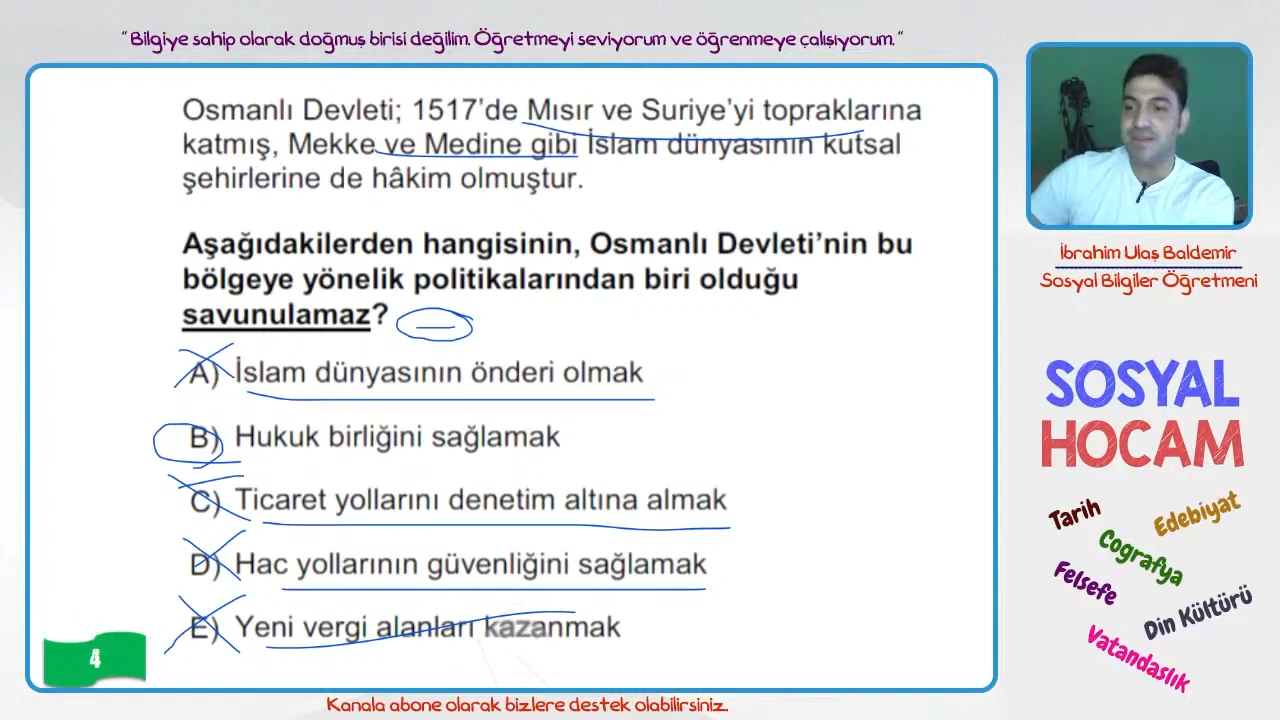 “Bilgiye sahip olarak doğmuş birisi değilim. Öğretmeyi seviyorum ve öğrenmeye çalışıyorum.”
Osmanlı Devleti; 1517’de Mısır ve Suriye’yi topraklarına
katmış, Mekke ve Medine gibi İslam dünyasının kutsal
şehirlerine de hâkim olmuştur.
Aşağıdakilerden hangisinin, Osmanlı Devleti’nin bu
bölgeye yönelik politikalarından biri olduğu
savunulamaz?
A) İslam dünyasının önderi olmak
B) Hukuk birliğini sağlamak
C) Ticaret yollarını denetim altına almak
D) Hac yollarının güvenliğini sağlamak
E) Yeni vergi alanları kazanmak
4
Kanala abone olarak bizlere destek olabilirsiniz.
İbrahim Ulaş Baldemir
Sosyal Bilgiler Öğretmeni
SOSYAL
HOCAM
Tarih
Edebiyat
Coğrafya
Felsefe
Din Kültürü
Vatandaslık